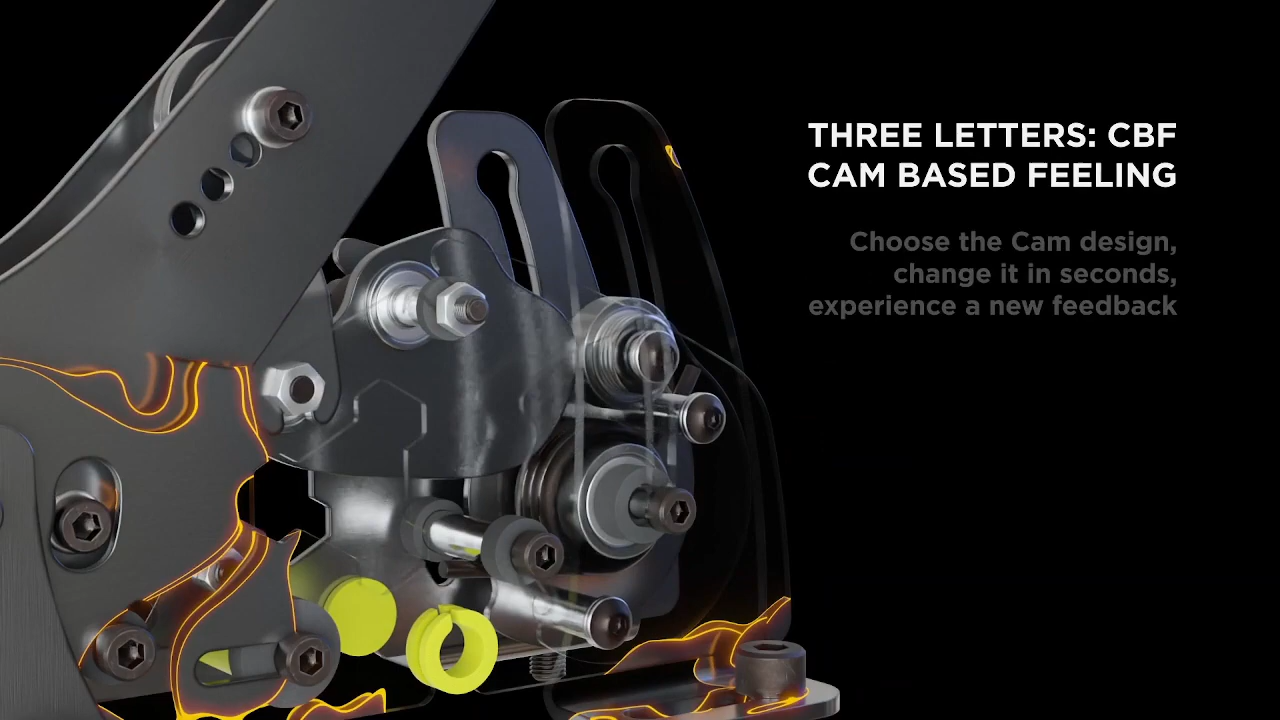 THREE LETTERS: CBF
CAM BASED FEELING
Choose the Cam design,
change it in seconds,
experience a new feedback